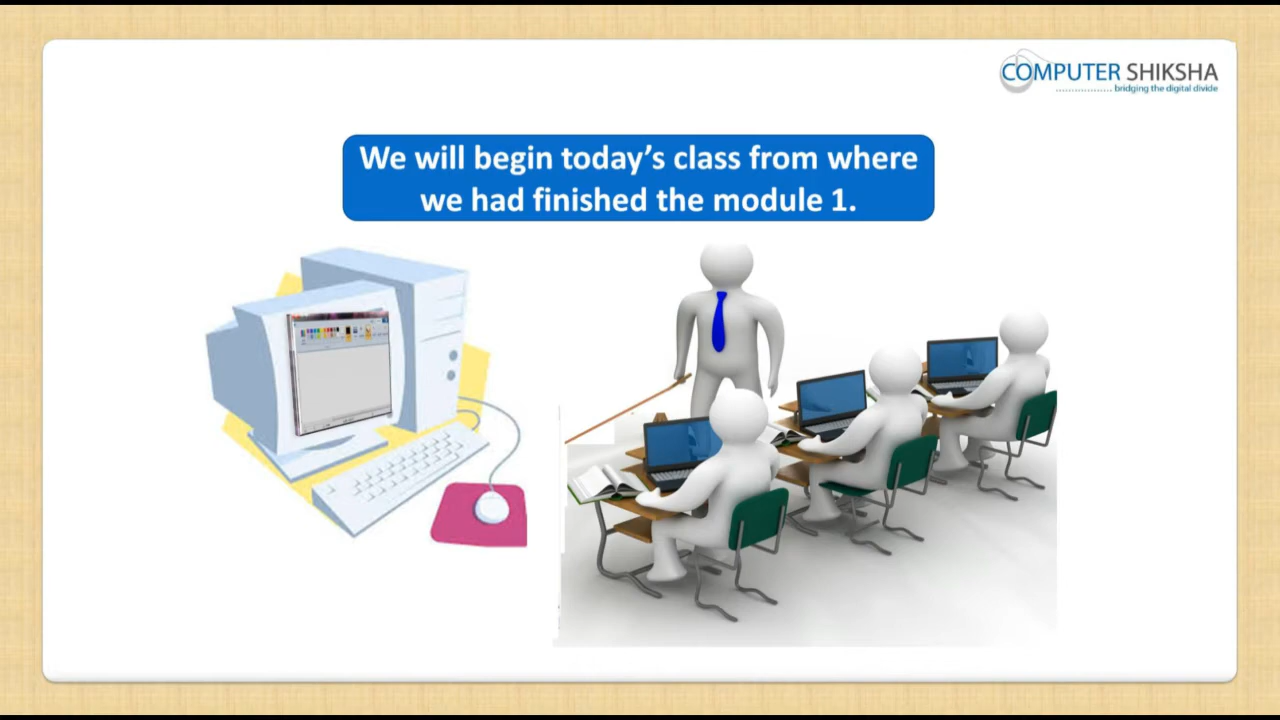 COMPUTER SHIKSHA
bridging the digital divide
We will begin today's class from where
we had finished the module 1.